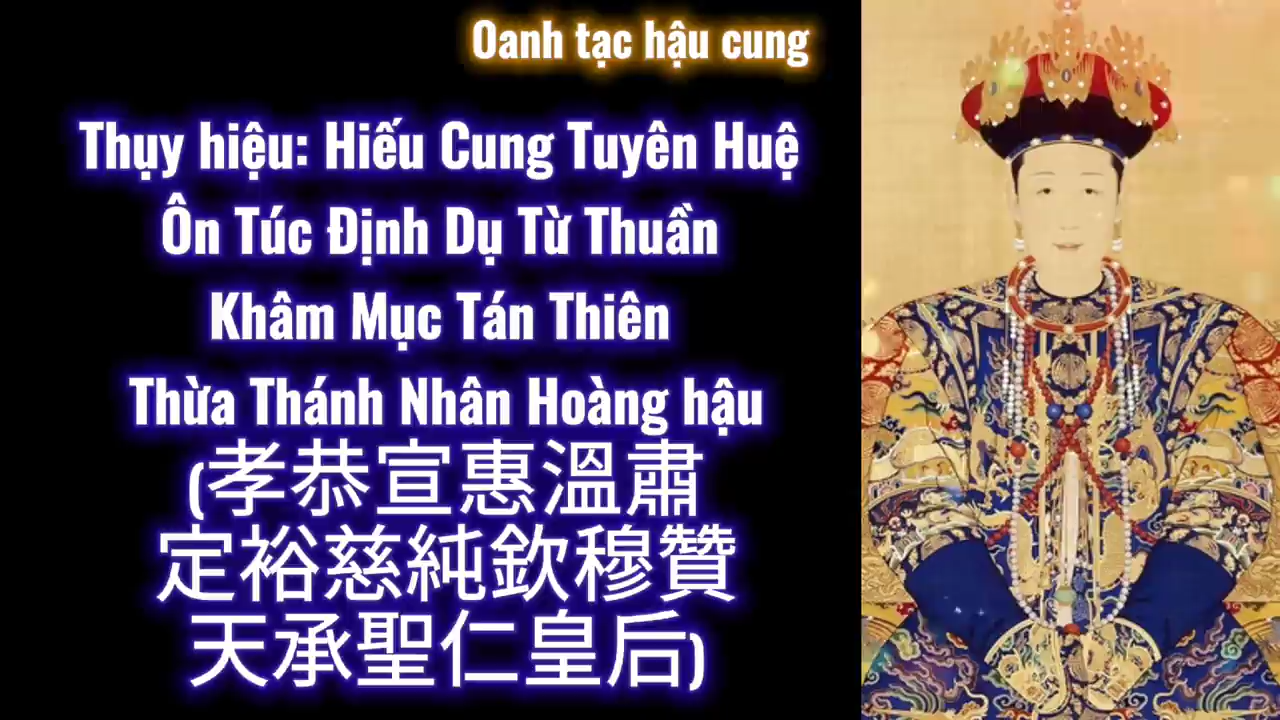 Oanh tạc hậu cung
Thụy hiệu: Hiếu Cung Tuyên Huệ
Ôn Túc Định Dụ Từ Thuần
Khâm Mục Tán Thiên
Thừa Thánh Nhân Hoàng hậu
(孝恭宣惠溫肅
定裕慈純欽穆贊
天承聖仁皇后)